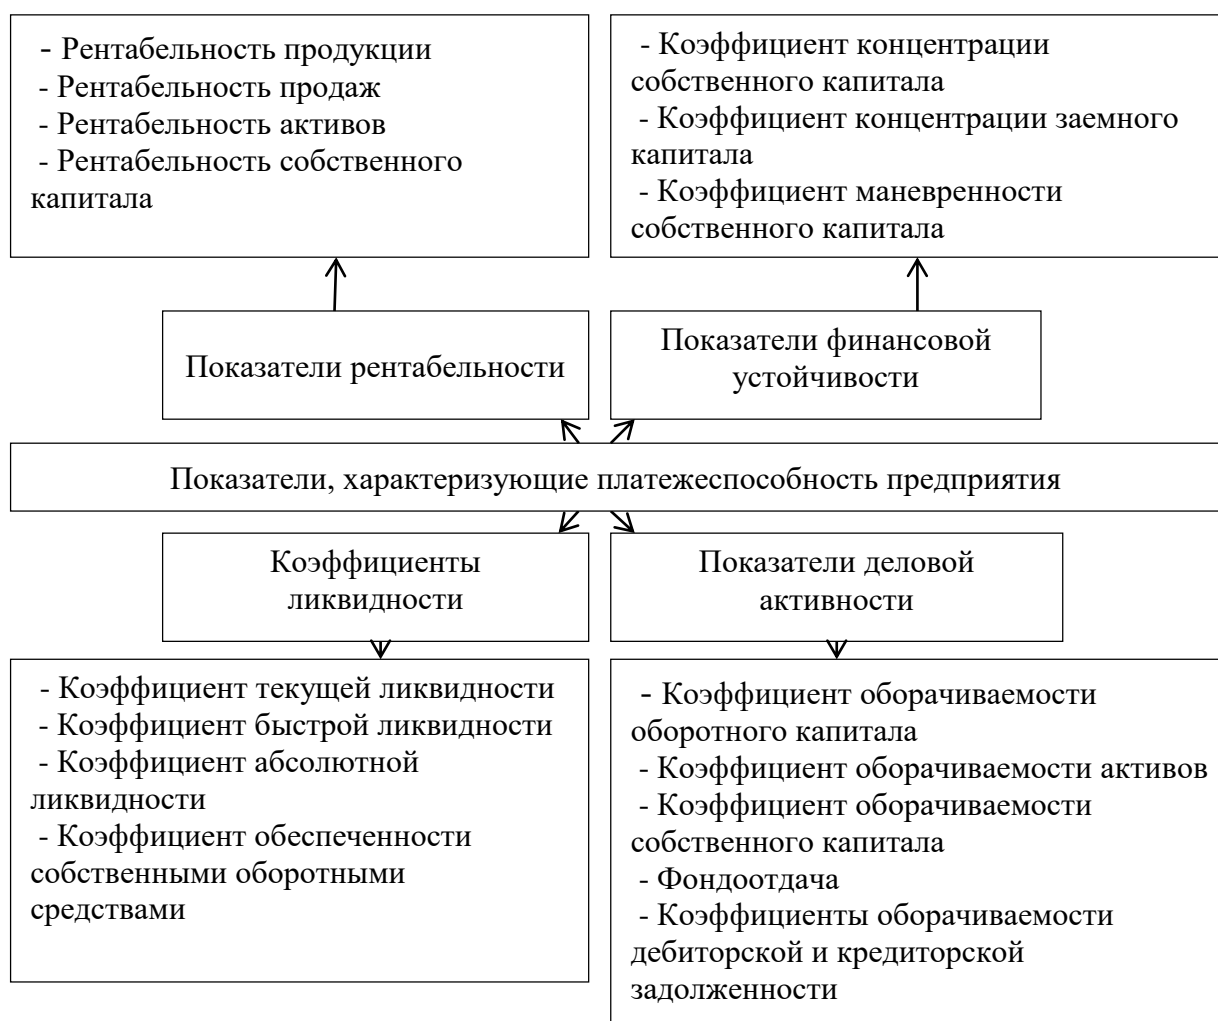 - Рентабельность продукции
- Рентабельность продаж
- Рентабельность активов
- Рентабельность собственного
капитала
- Коэффициент концентрации
собственного капитала
- Коэффициент концентрации заемного
капитала
- Коэффициент маневренности
собственного капитала
Показатели рентабельности
Показатели финансовой
устойчивости
Показатели, характеризующие платежеспособность предприятия
Коэффициенты
ликвидности
Показатели деловой
активности
- Коэффициент текущей ликвидности
- Коэффициент быстрой ликвидности
- Коэффициент абсолютной
ликвидности
- Коэффициент обеспеченности
собственными оборотными
средствами
- Коэффициент оборачиваемости
оборотного капитала
- Коэффициент оборачиваемости активов
- Коэффициент оборачиваемости
собственного капитала
- Фондоотдача
- Коэффициенты оборачиваемости
дебиторской и кредиторской
задолженности